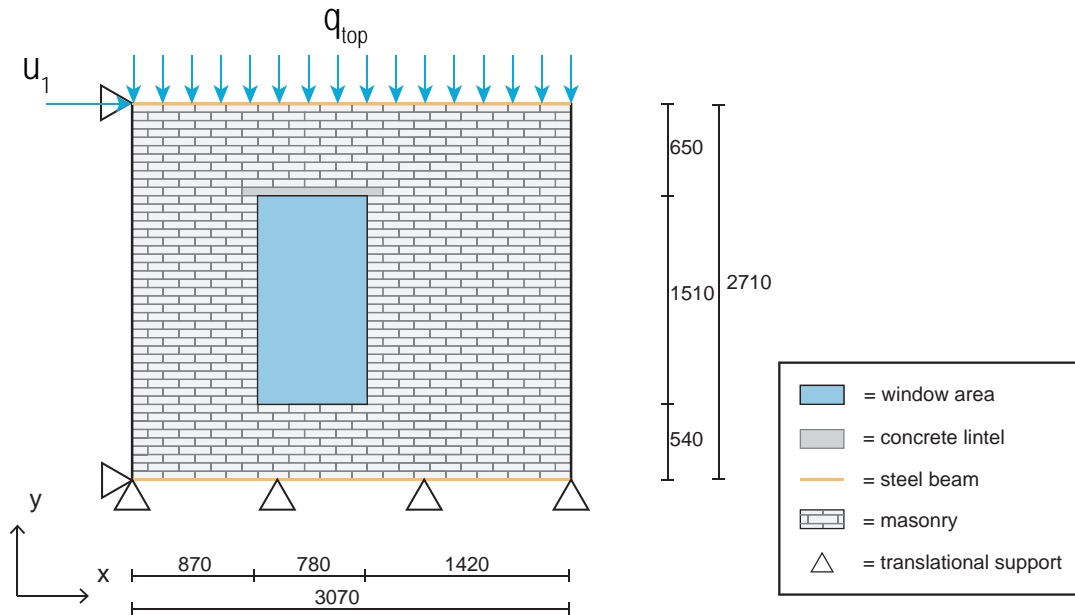 q_top
u_1
650
1510
2710
540
y
x
870
780
1420
3070
= window area
= concrete lintel
= steel beam
= masonry
= translational support